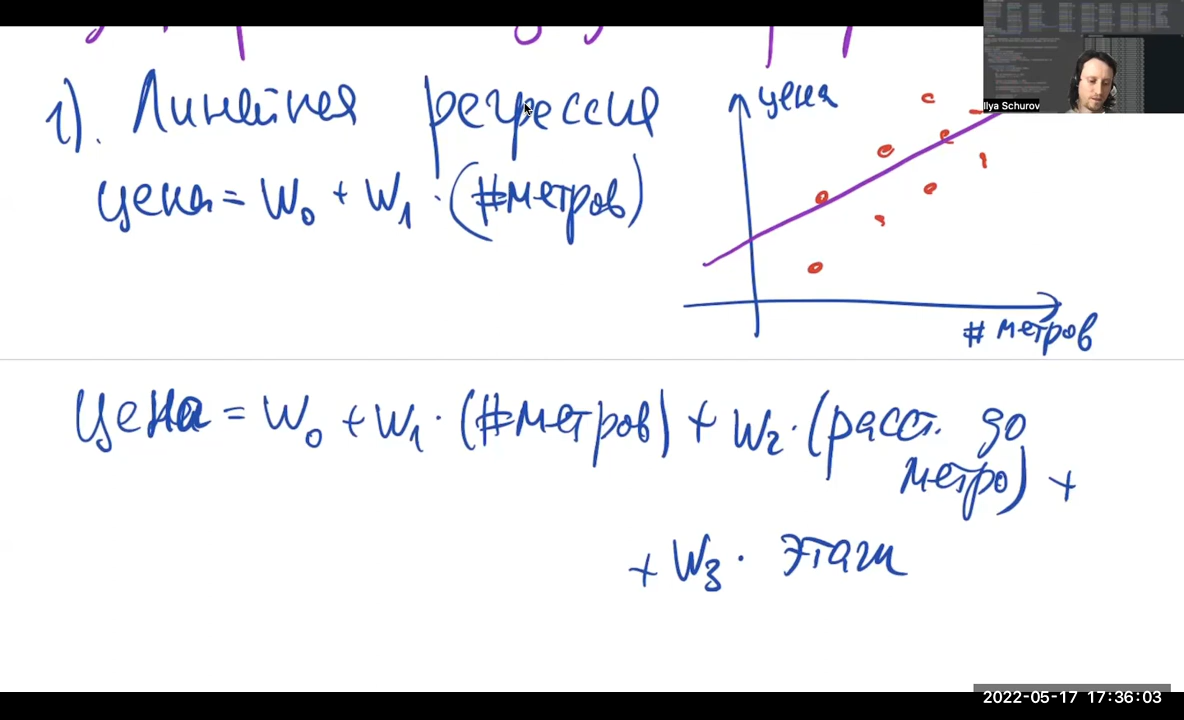 1). Линейная регрессия
цена = w₀ + w₁ · (#метров)
цена
# метров
Ilya Schurov
цена = w₀ + w₁ · (#метров) + w₂ · (расст. до
метро) +
+ w₃ · этаж
2022-05-17 17:36:03